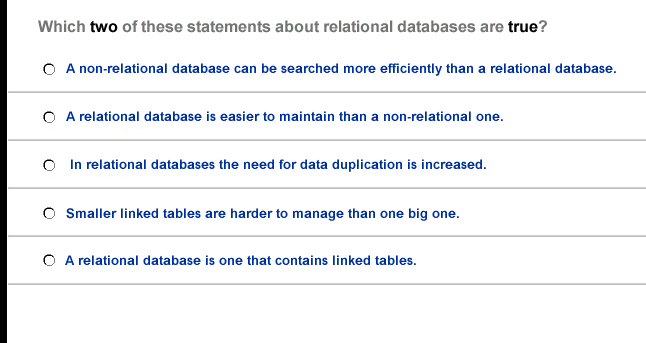 Which two of these statements about relational databases are true?
A non-relational database can be searched more efficiently than a relational database.
A relational database is easier to maintain than a non-relational one.
In relational databases the need for data duplication is increased.
Smaller linked tables are harder to manage than one big one.
A relational database is one that contains linked tables.